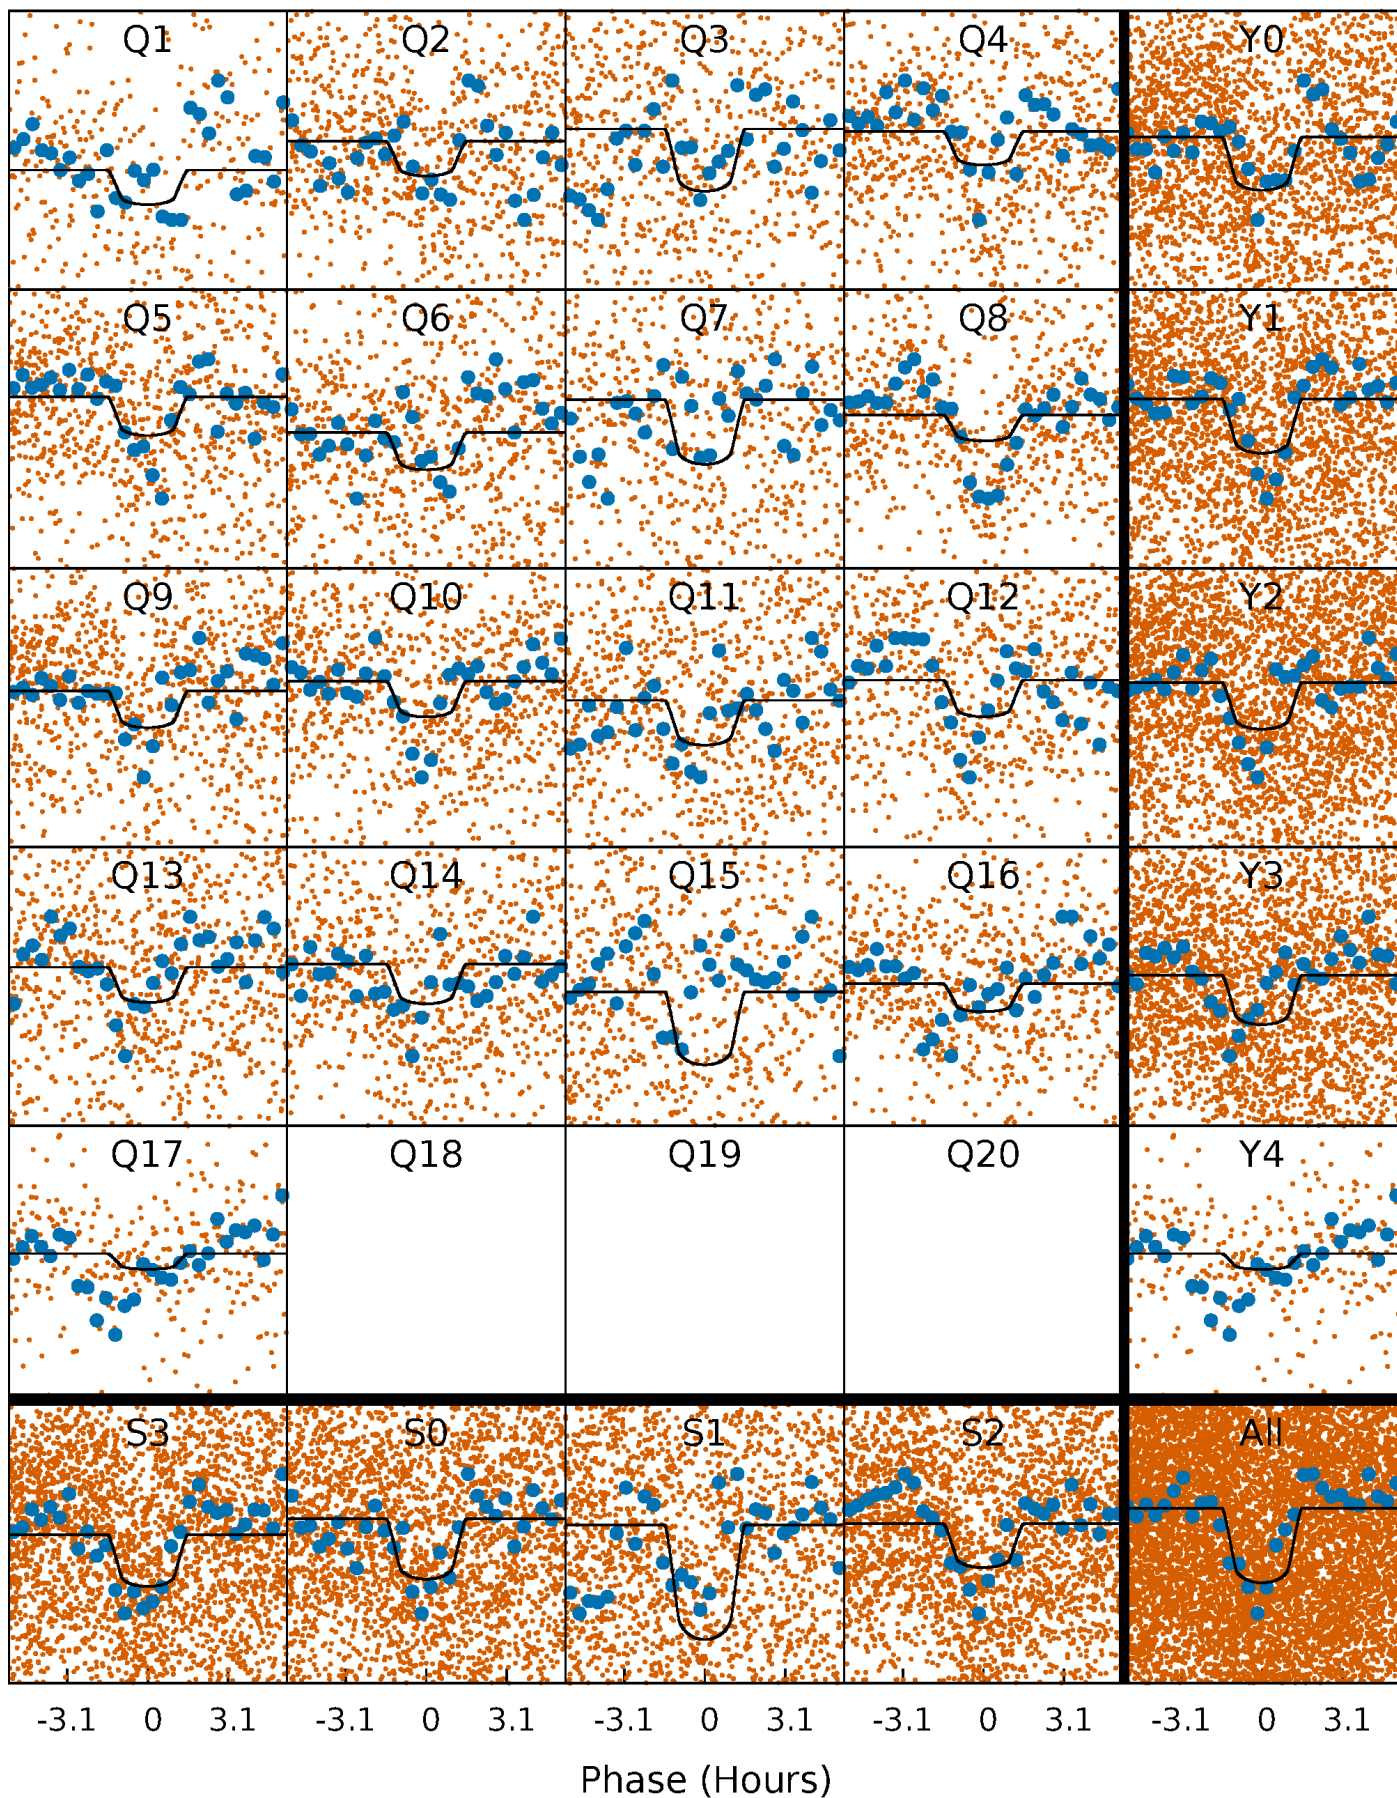 Q1 Q2 Q3 Q4 Y0
Q5 Q6 Q7 Q8 Y1
Q9 Q10 Q11 Q12 Y2
Q13 Q14 Q15 Q16 Y3
Q17 Q18 Q19 Q20 Y4
S3 S0 S1 S2 All
-3.1 0 3.1 -3.1 0 3.1 -3.1 0 3.1 -3.1 0 3.1 -3.1 0 3.1
Phase (Hours)